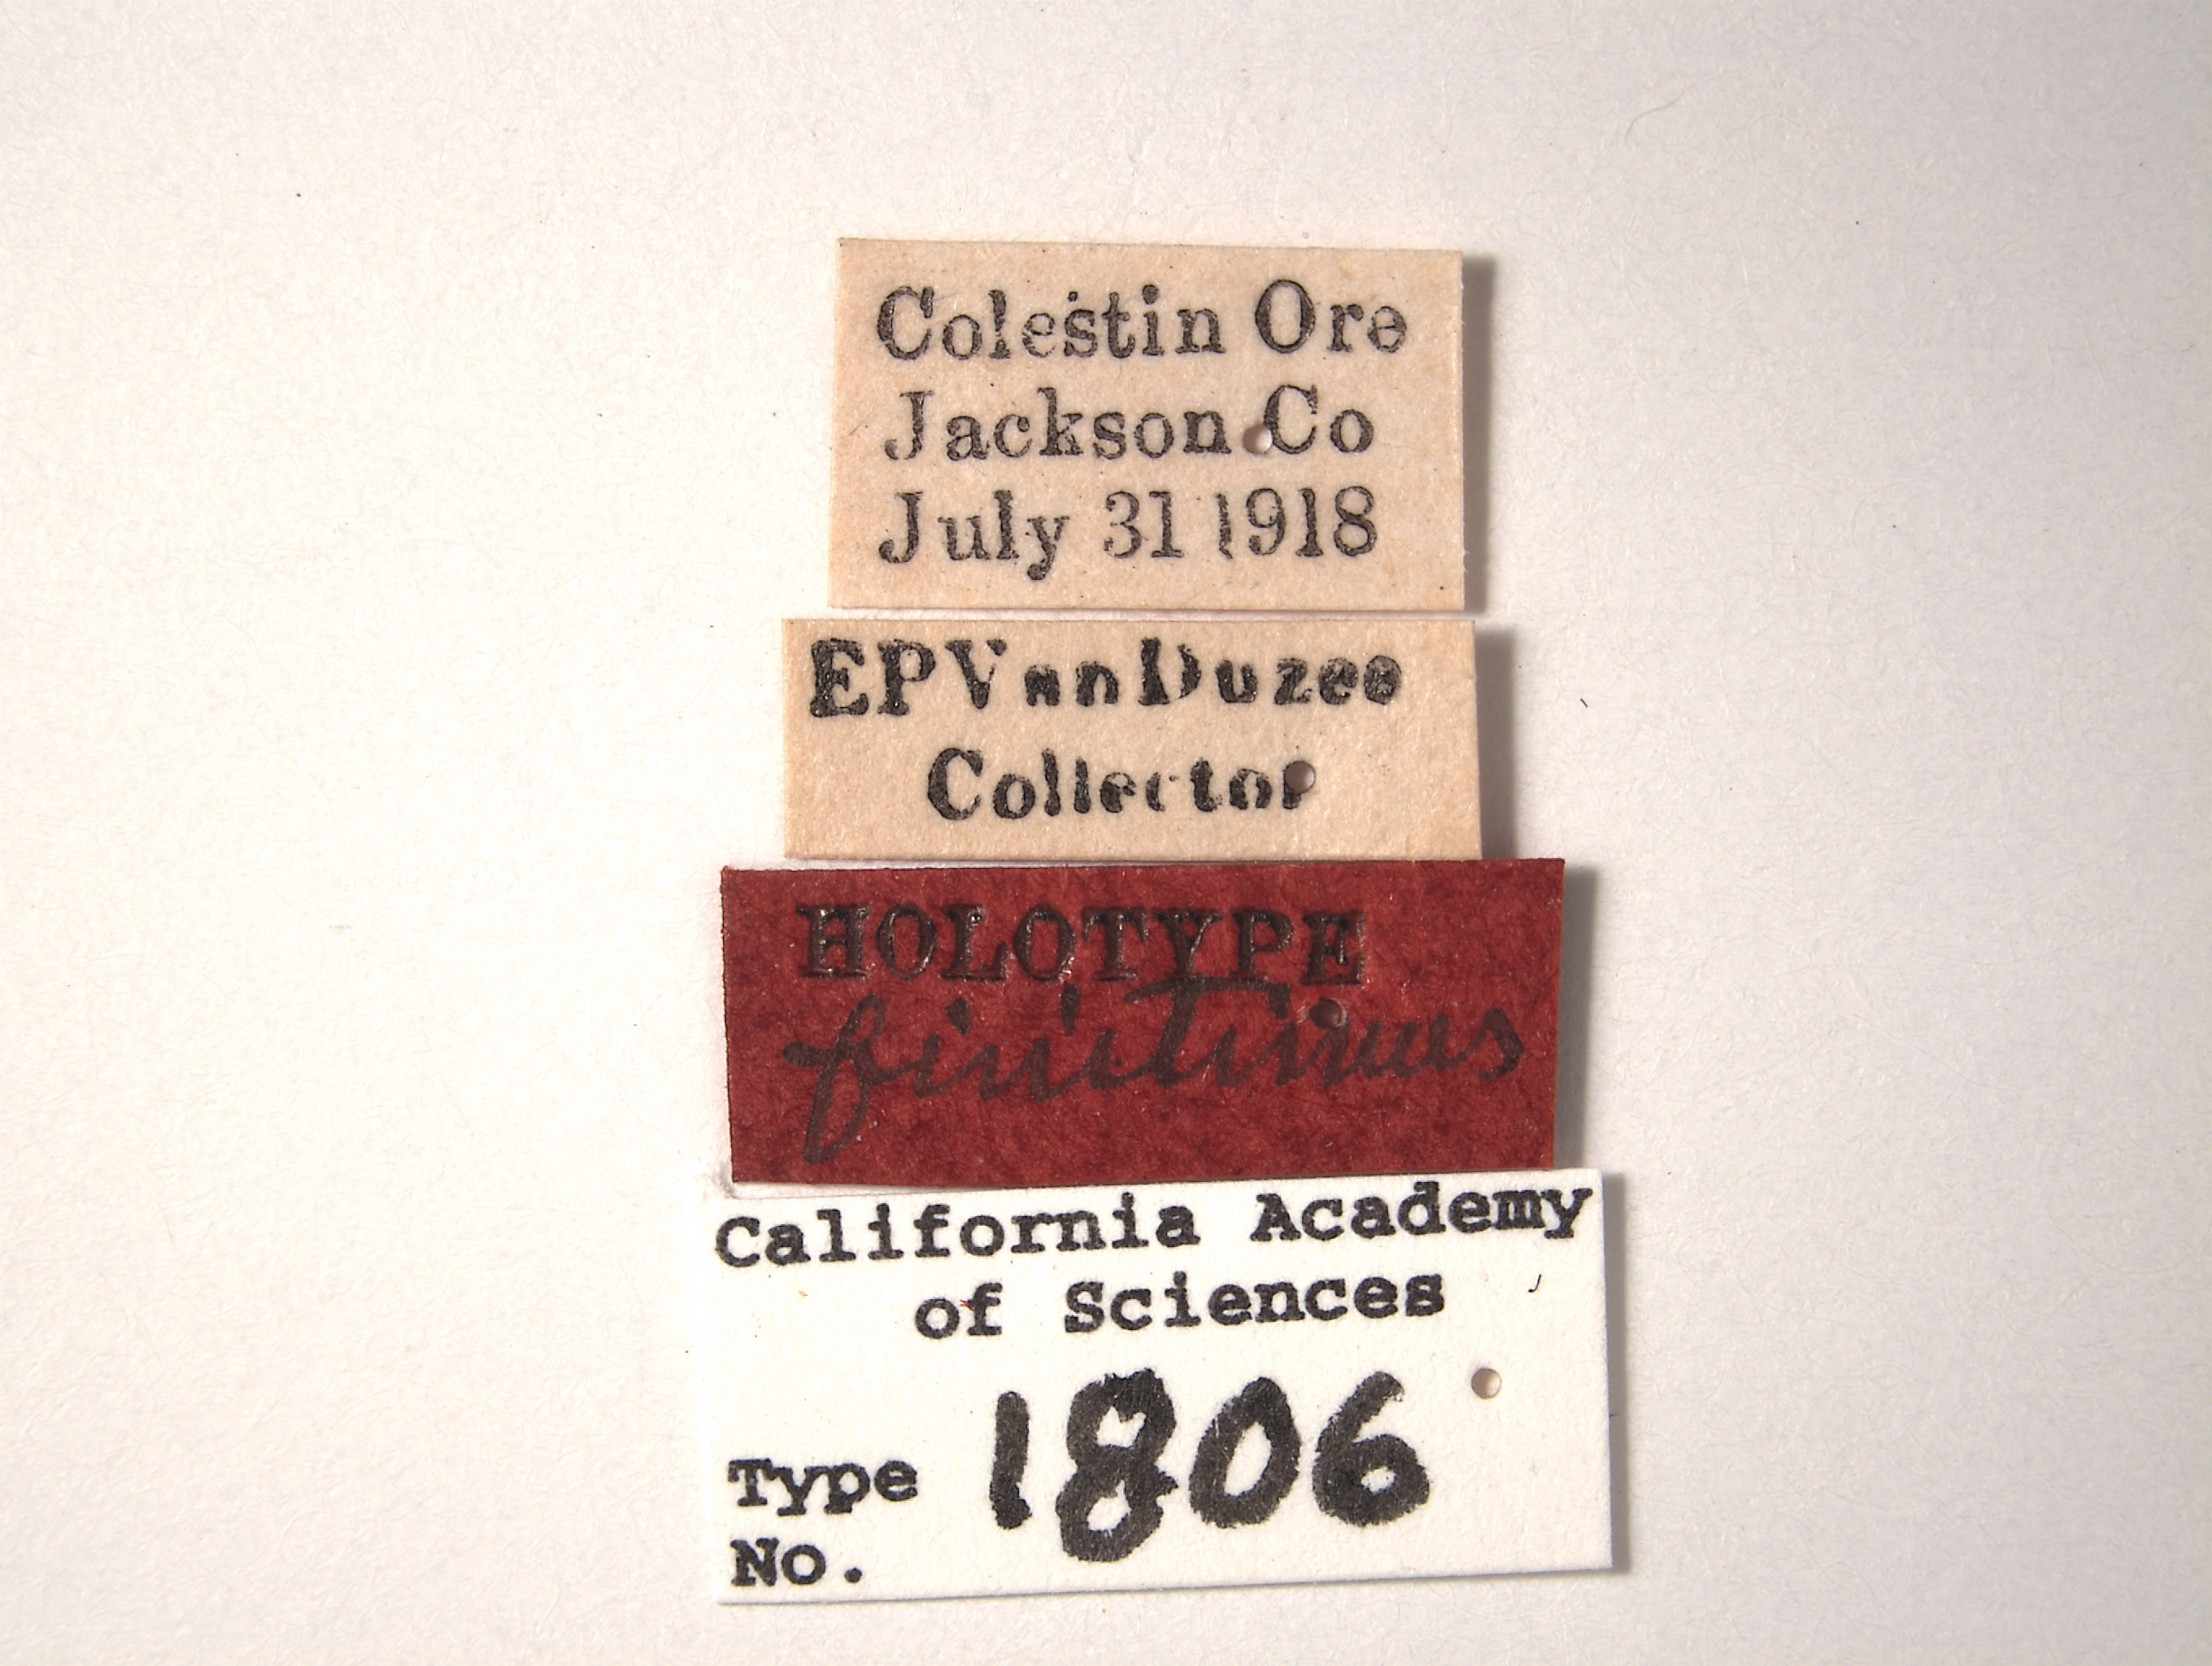 Colestin Ore
Jackson Co
July 31 1918
EPVanDuzee
Collector
HOLOTYPE
finitimus
California Academy
of Sciences
Type
No. 1806